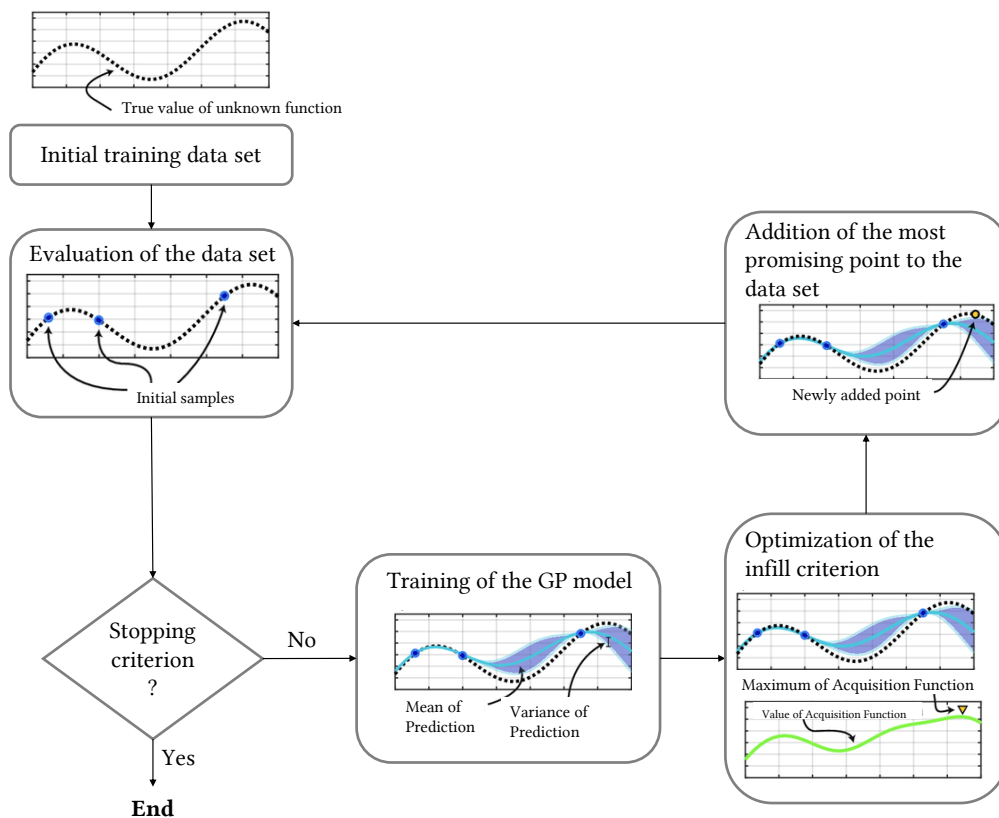 True value of unknown function
Initial training data set
Evaluation of the data set
Initial samples
Stopping
criterion
?
No
Yes
End
Training of the GP model
Mean of
Prediction
Variance of
Prediction
Optimization of the
infill criterion
Maximum of Acquisition Function
Value of Acquisition Function
Addition of the most
promising point to the
data set
Newly added point